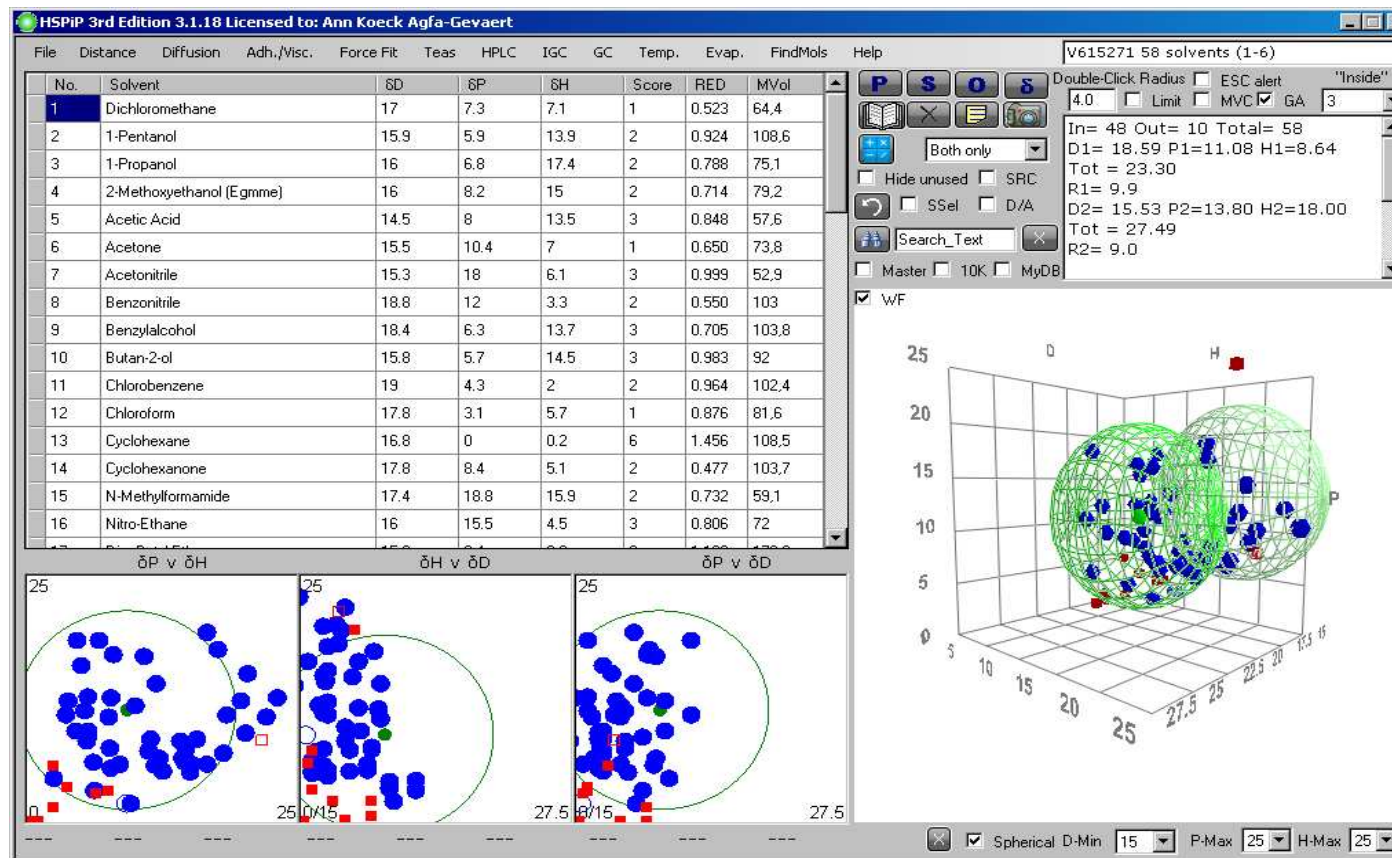 HSPiP 3rd Edition 3.1.18 Licensed to: Ann Koeck Agfa-Gevaert
File Distance Diffusion Adh./Visc. Force Fit Teas HPLC IGC GC Temp. Evap. FindMols Help
V615271 58 solvents (1-6)
No. Solvent δD δP δH Score RED MVol
1 Dichloromethane 17 7.3 7.1 1 0.523 64,4
2 1-Pentanol 15.9 5.9 13.9 2 0.924 108,6
3 1-Propanol 16 6.8 17.4 2 0.788 75,1
4 2-Methoxyethanol (Egmme) 16 8.2 15 2 0.714 79,2
5 Acetic Acid 14.5 8 13.5 3 0.848 57,6
6 Acetone 15.5 10.4 7 1 0.650 73,8
7 Acetonitrile 15.3 18 6.1 3 0.999 52,9
8 Benzonitrile 18.8 12 3.3 2 0.550 103
9 Benzylalcohol 18.4 6.3 13.7 3 0.705 103,8
10 Butan-2-ol 15.8 5.7 14.5 3 0.983 92
11 Chlorobenzene 19 4.3 2 2 0.964 102,4
12 Chloroform 17.8 3.1 5.7 1 0.876 81,6
13 Cyclohexane 16.8 0 0.2 6 1.456 108,5
14 Cyclohexanone 17.8 8.4 5.1 2 0.477 103,7
15 N-Methylformamide 17.4 18.8 15.9 2 0.732 59,1
16 Nitro-Ethane 16 15.5 4.5 3 0.806 72
P S O δ
Double-Click Radius ESC alert "Inside"
4.0 Limit MVC GA 3
Both only
Hide unused SRC
SSel D/A
Search_Text
Master 10K MyDB
In= 48 Out= 10 Total= 58
D1= 18.59 P1=11.08 H1=8.64
Tot = 23.30
R1= 9.9
D2= 15.53 P2=13.80 H2=18.00
Tot = 27.49
R2= 9.0
WF
25 D H
20
15
P
10
5
0
5 10 15 20 25
27.5 25 22.5 20 17.5 15
δP v δH δH v δD δP v δD
25 25 25
0 25 0/15 27.5 0/15 27.5
--- --- --- --- --- --- --- ---
Spherical D-Min 15 P-Max 25 H-Max 25